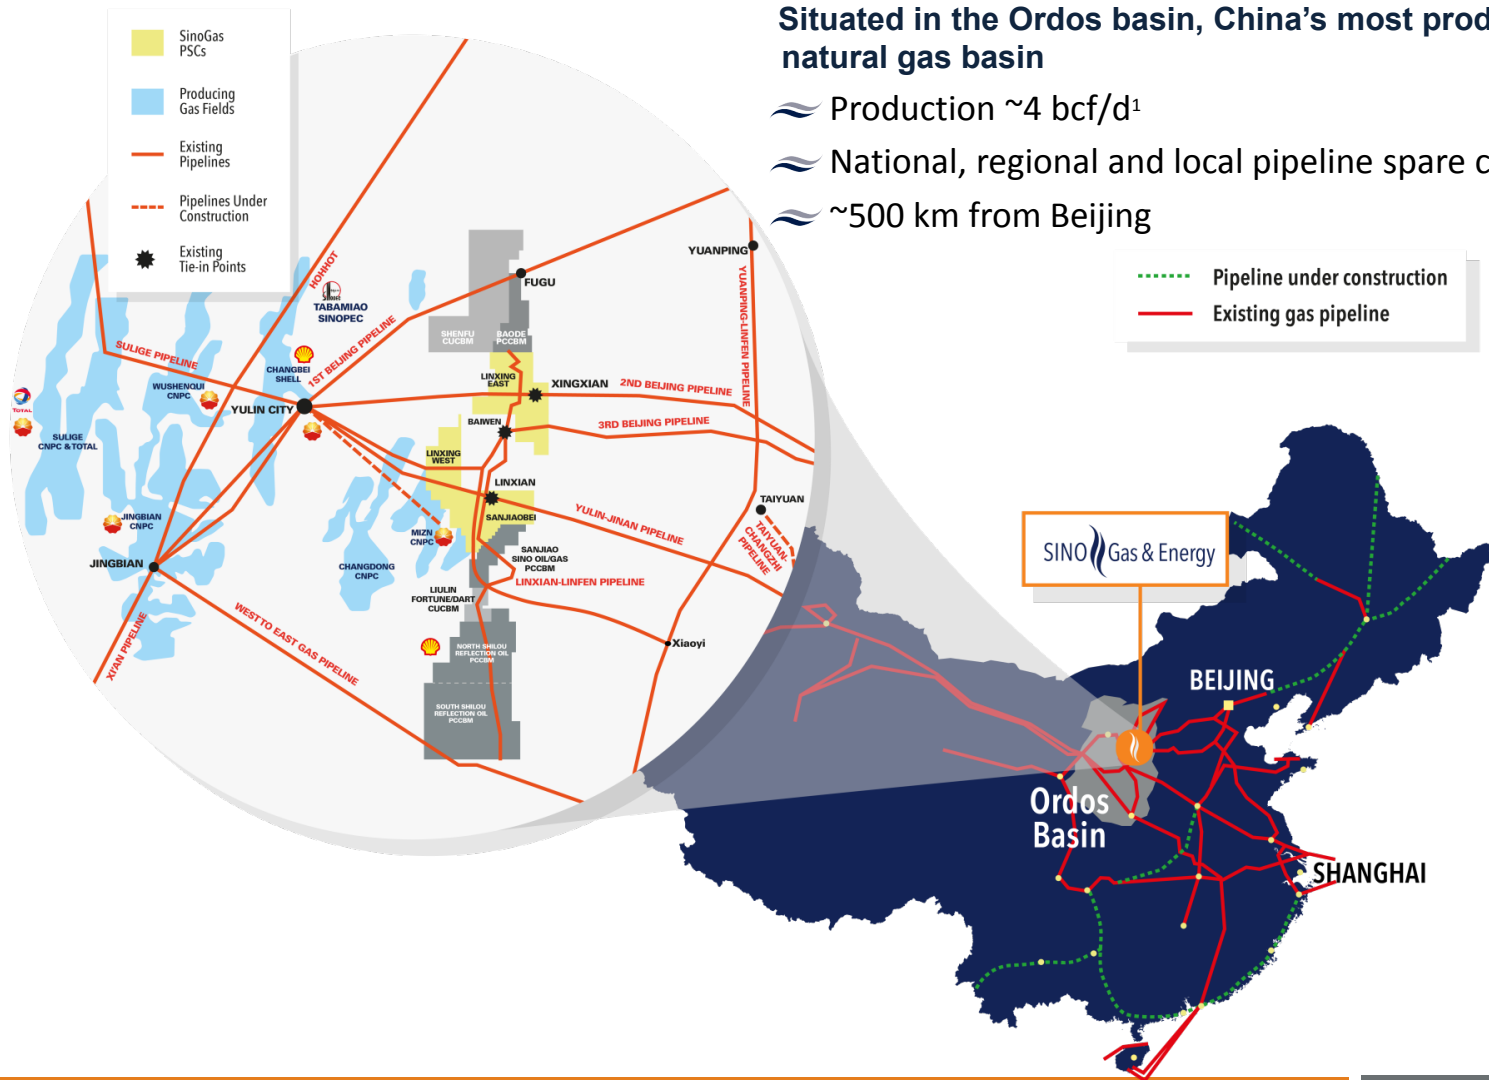 Situated in the Ordos basin, China's most prod
natural gas basin
Production ~4 bcf/d¹
National, regional and local pipeline spare c
~500 km from Beijing
SinoGas
PSCs
Producing
Gas Fields
Existing
Pipelines
Pipelines Under
Construction
Existing
Tie-in Points
Pipeline under construction
Existing gas pipeline
HOHHOT
TABAMIAO
SINOPEC
FUGU
YUANPING
YUANPING-LINFEN PIPELINE
SHENFU
CUCBM
BAODE
PCCBM
SULIGE PIPELINE
1ST BEIJING PIPELINE
CHANGBEI
SHELL
WUSHENQUI
CNPC
YULIN CITY
LINXING
EAST
XINGXIAN
2ND BEIJING PIPELINE
3RD BEIJING PIPELINE
BAIWEN
TOTAL
SULIGE
CNPC & TOTAL
LINXING
WEST
LINXIAN
SANJIAOBEI
YULIN-JINAN PIPELINE
TAIYUAN
TAIYUAN-
CHANGZHI
PIPELINE
JINGBIAN
CNPC
JINGBIAN
MIZN
CNPC
CHANGDONG
CNPC
SANJIAO
SINO OIL/GAS
PCCBM
LINXIAN-LINFEN PIPELINE
LIULIN
FORTUNE/DART
CUCBM
XI'AN PIPELINE
WEST TO EAST GAS PIPELINE
NORTH SHILOU
REFLECTION OIL
PCCBM
Xiaoyi
SOUTH SHILOU
REFLECTION OIL
PCCBM
SINO Gas & Energy
BEIJING
Ordos
Basin
SHANGHAI